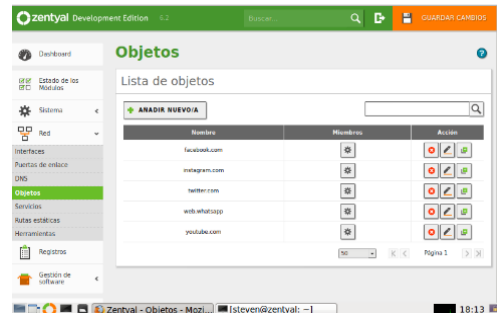 zentyal Development Edition 6.2
Buscar...
GUARDAR CAMBIOS
Dashboard
Estado de los
Módulos
Sistema
Red
Interfaces
Puertas de enlace
DNS
Objetos
Servicios
Rutas estáticas
Herramientas
Registros
Gestión de
software
Objetos
Lista de objetos
+ AÑADIR NUEVO/A
Nombre Miembros Acción
facebook.com
instagram.com
twitter.com
web.whatsapp
youtube.com
50 Página 1
Zentyal - Objetos - Mozi... [steven@zentyal: ~] 18:13